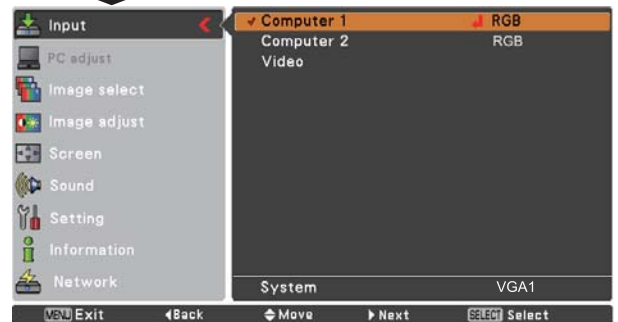 Input
PC adjust
Image select
Image adjust
Screen
Sound
Setting
Information
Network
Computer 1 RGB
Computer 2 RGB
Video
System VGA1
MENU Exit Back Move Next SELECT Select